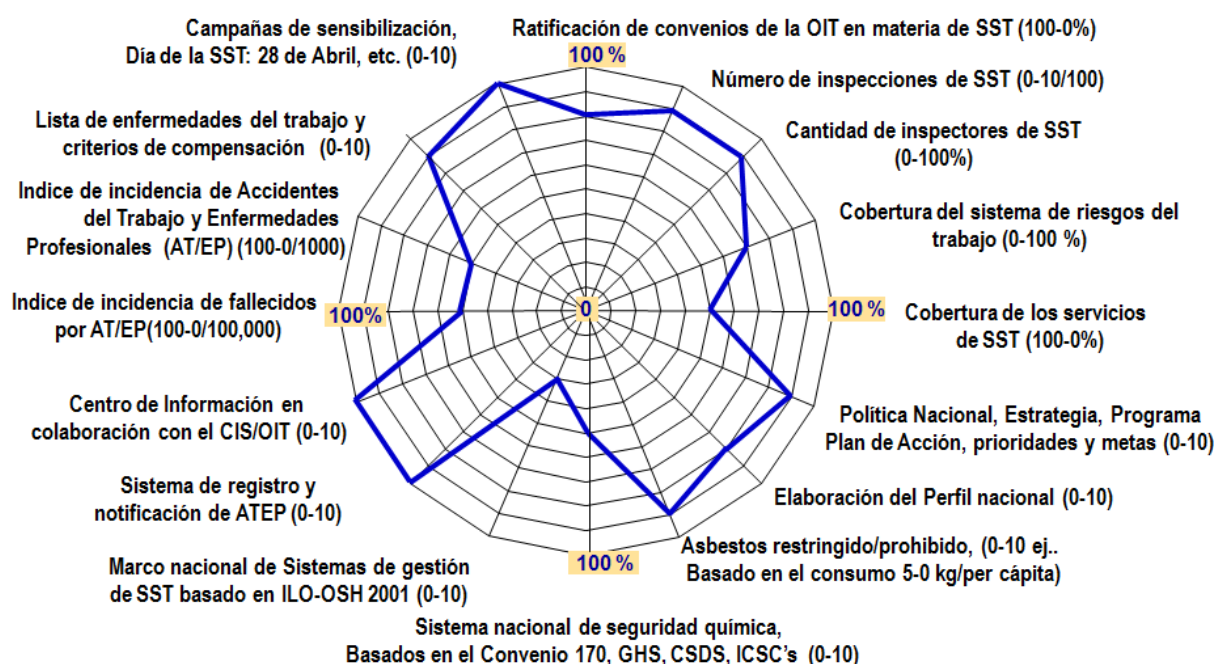 Campañas de sensibilización,
Día de la SST: 28 de Abril, etc. (0-10)
Ratificación de convenios de la OIT en materia de SST (100-0%)
100 %
Número de inspecciones de SST (0-10/100)
Lista de enfermedades del trabajo y
criterios de compensación (0-10)
Cantidad de inspectores de SST
(0-100%)
Indice de incidencia de Accidentes
del Trabajo y Enfermedades
Profesionales (AT/EP) (100-0/1000)
Cobertura del sistema de riesgos del
trabajo (0-100 %)
Indice de incidencia de fallecidos
por AT/EP(100-0/100,000)
100%
0
100 %
Cobertura de los servicios
de SST (100-0%)
Centro de Información en
colaboración con el CIS/OIT (0-10)
Política Nacional, Estrategia, Programa
Plan de Acción, prioridades y metas (0-10)
Sistema de registro y
notificación de ATEP (0-10)
Elaboración del Perfil nacional (0-10)
Marco nacional de Sistemas de gestión
de SST basado en ILO-OSH 2001 (0-10)
100 %
Asbestos restringido/prohibido, (0-10 ej..
Basado en el consumo 5-0 kg/per cápita)
Sistema nacional de seguridad química,
Basados en el Convenio 170, GHS, CSDS, ICSC's (0-10)